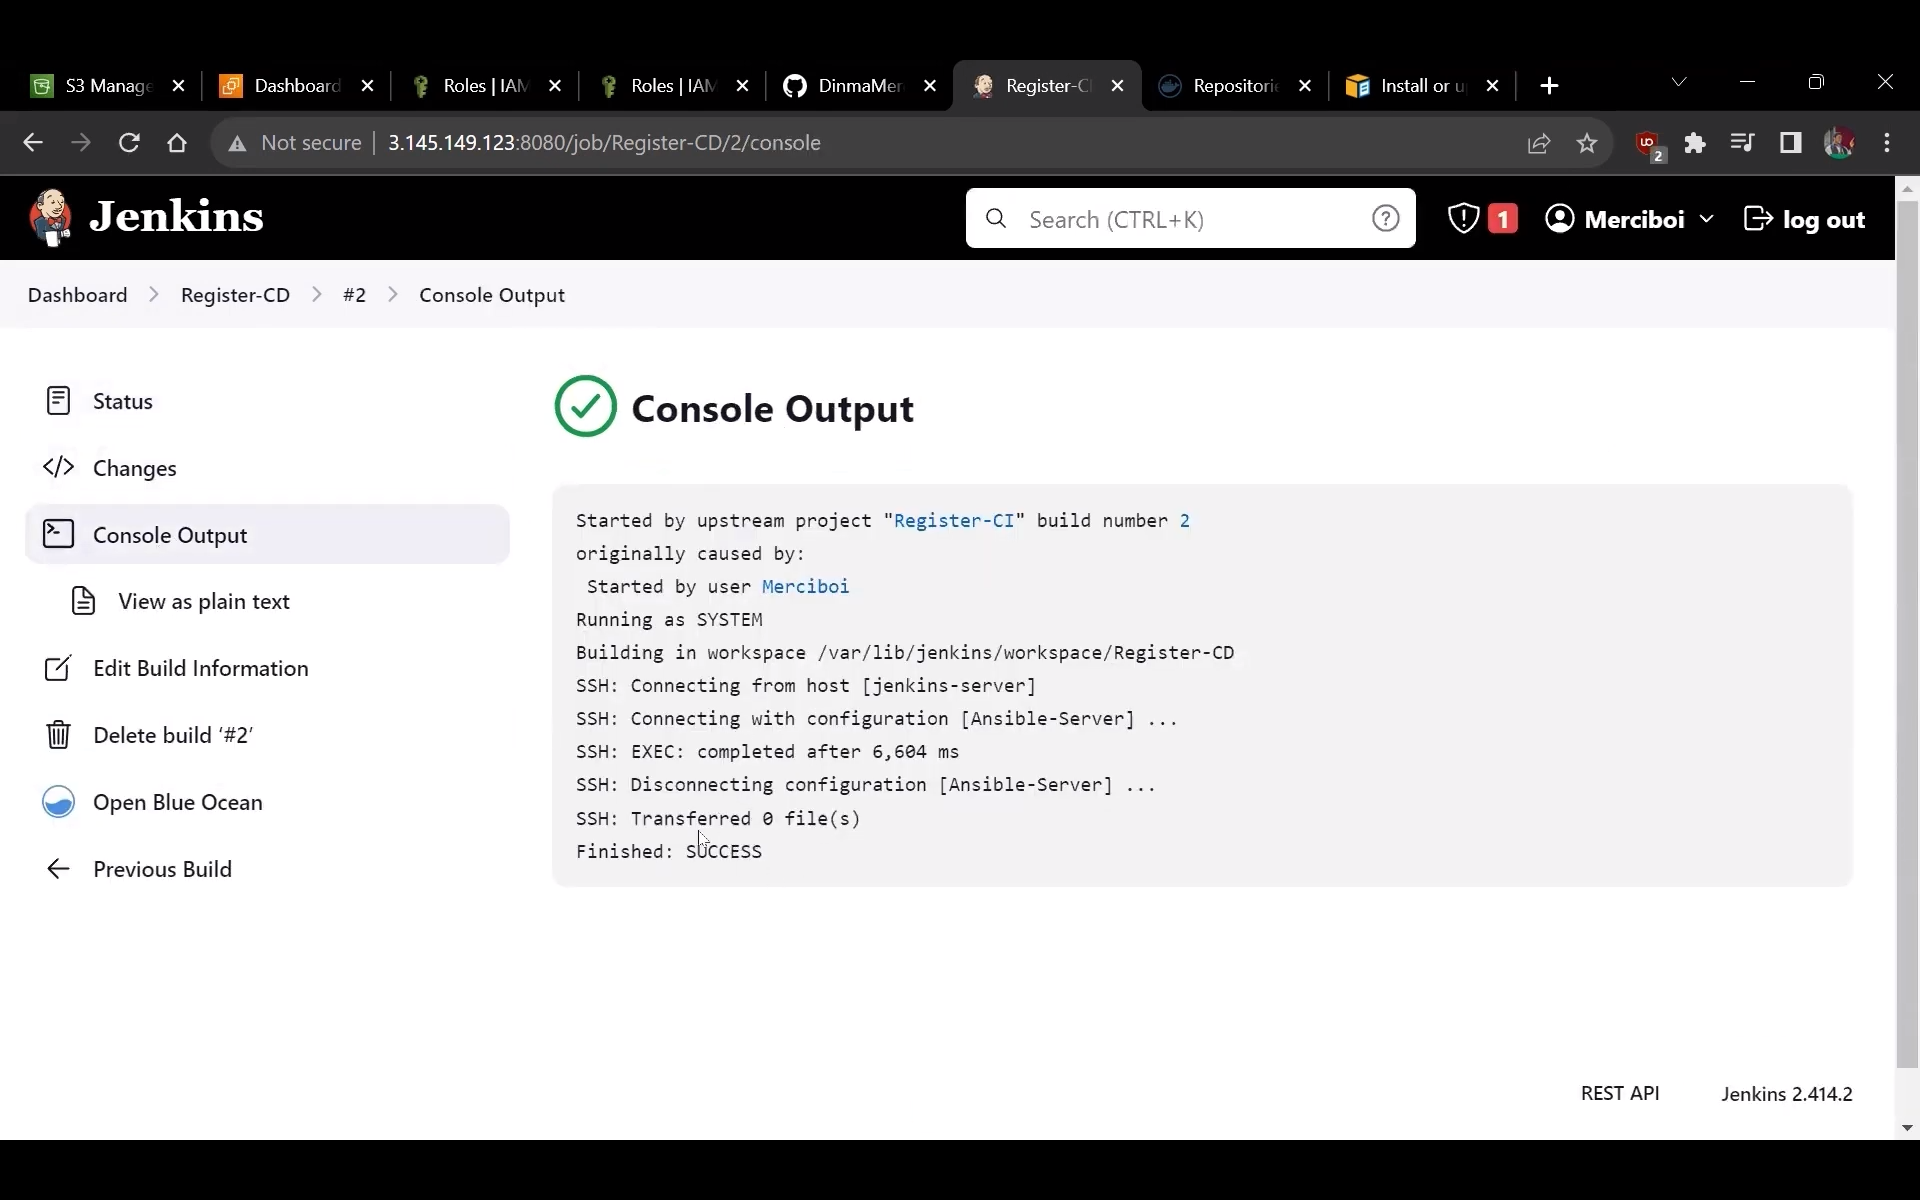 S3 Manage
Dashboard
Roles | IAM
Roles | IAM
DinmaMer
Register-C
Repositorie
Install or u
Not secure
3.145.149.123:8080/job/Register-CD/2/console
2
Jenkins
Search (CTRL+K)
1
Merciboi
log out
Dashboard
Register-CD
#2
Console Output
Status
Changes
Console Output
View as plain text
Edit Build Information
Delete build ‘#2’
Open Blue Ocean
Previous Build
Console Output
Started by upstream project "Register-CI" build number 2
originally caused by:
Started by user Merciboi
Running as SYSTEM
Building in workspace /var/lib/jenkins/workspace/Register-CD
SSH: Connecting from host [jenkins-server]
SSH: Connecting with configuration [Ansible-Server] ...
SSH: EXEC: completed after 6,604 ms
SSH: Disconnecting configuration [Ansible-Server] ...
SSH: Transferred 0 file(s)
Finished: SUCCESS
REST API
Jenkins 2.414.2